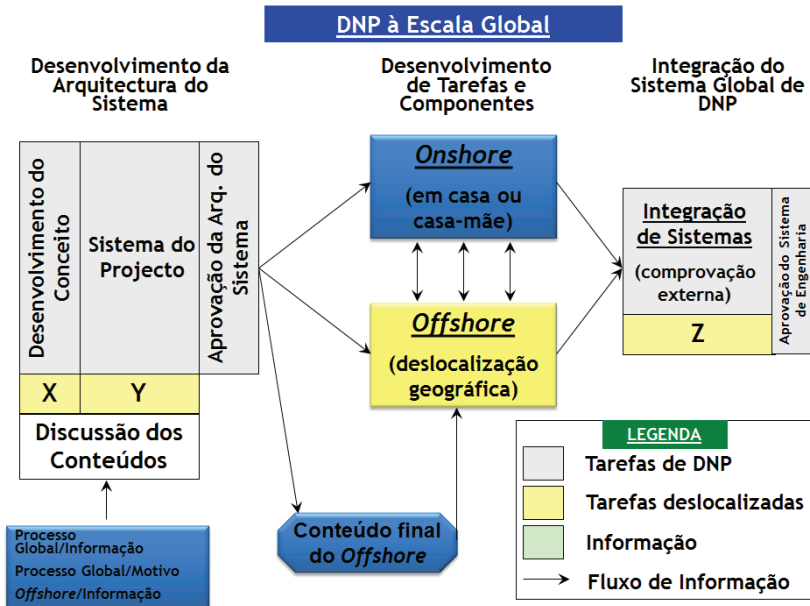 DNP à Escala Global
Desenvolvimento da
Arquitectura do
Sistema
Desenvolvimento
de Tarefas e
Componentes
Integração do
Sistema Global de
DNP
Desenvolvimento do
Conceito
Sistema do
Projecto
Aprovação da Arq. do
Sistema
X
Y
Discussão dos
Conteúdos
Processo
Global/Informação
Processo Global/Motivo
Offshore/Informação
Onshore
(em casa ou
casa-mãe)
Offshore
(deslocalização
geográfica)
Conteúdo final
do Offshore
Integração
de Sistemas
(comprovação
externa)
Z
Aprovação do Sistema
de Engenharia
LEGENDA
Tarefas de DNP
Tarefas deslocalizadas
Informação
Fluxo de Informação